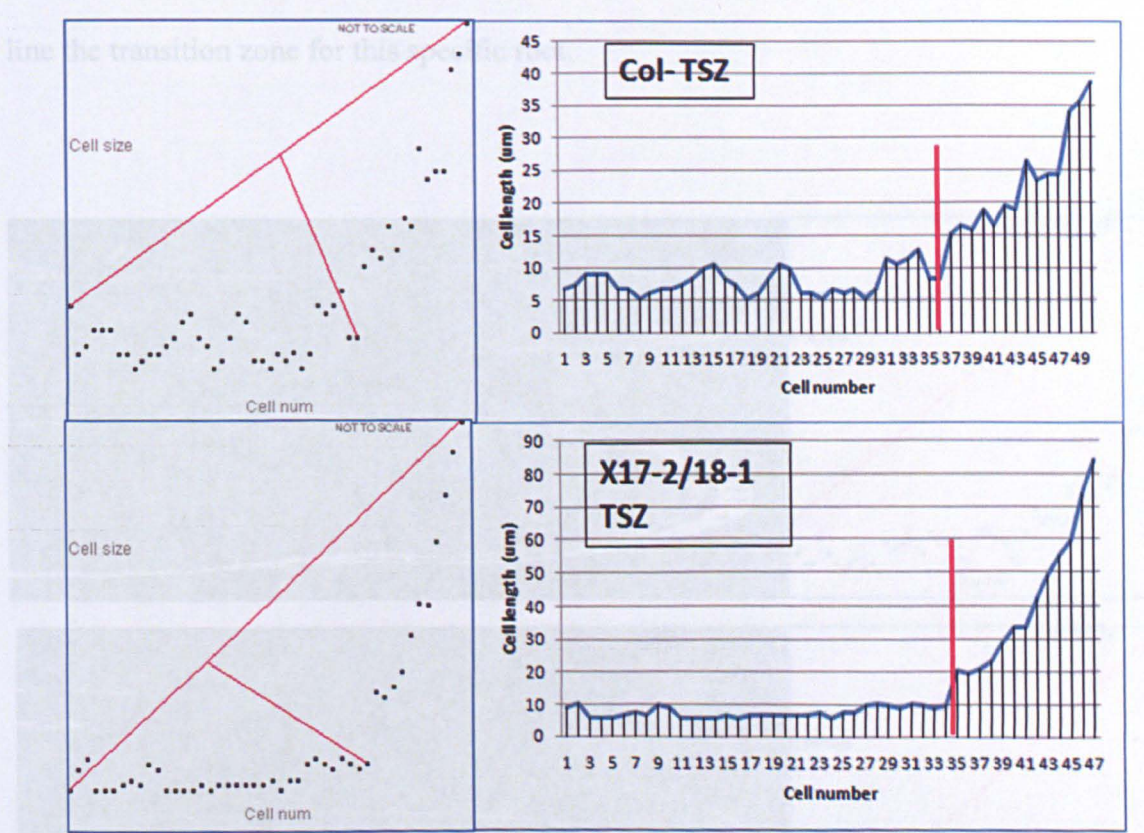 line the transition zone for this specific root.
NOT TO SCALE
Cell size
Cell num
Col- TSZ
Cell length (um)
45
40
35
30
25
20
15
10
5
0
1 3 5 7 9 11 13 15 17 19 21 23 25 27 29 31 33 35 37 39 41 43 45 47 49
Cell number
NOT TO SCALE
Cell size
Cell num
X17-2/18-1
TSZ
Cell length (um)
90
80
70
60
50
40
30
20
10
0
1 3 5 7 9 11 13 15 17 19 21 23 25 27 29 31 33 35 37 39 41 43 45 47
Cell number